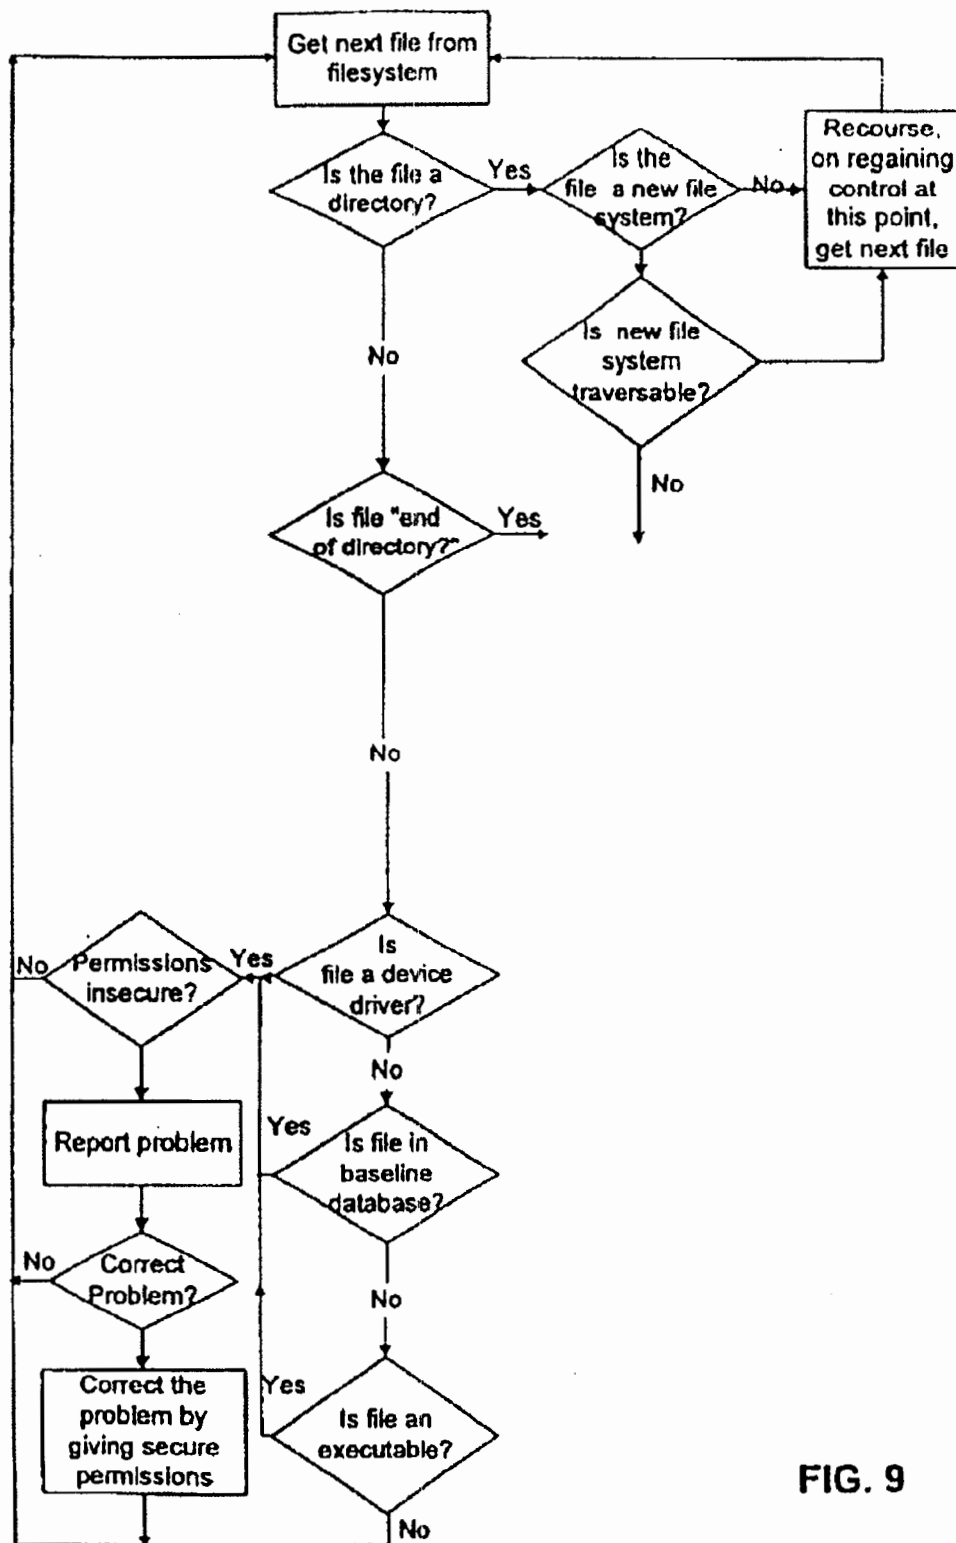 Get next file from
filesystem
Is the file a
directory?
Yes
Is the
file a new file
system?
No
Recourse,
on regaining
control at
this point,
get next file
Is new file
system
traversable?
No
No
Is file "end
of directory?"
Yes
No
Is
file a device
driver?
Yes
Permissions
insecure?
No
No
Report problem
Yes
Is file in
baseline
database?
Correct
Problem?
No
No
Correct the
problem by
giving secure
permissions
Yes
Is file an
executable?
No
FIG. 9